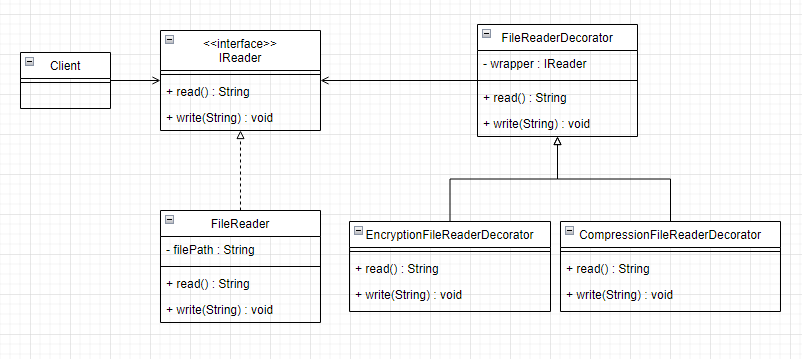 Client
<<interface>>
IReader
+ read() : String
+ write(String) : void
FileReaderDecorator
- wrapper : IReader
+ read() : String
+ write(String) : void
FileReader
- filePath : String
+ read() : String
+ write(String) : void
EncryptionFileReaderDecorator
+ read() : String
+ write(String) : void
CompressionFileReaderDecorator
+ read() : String
+ write(String) : void